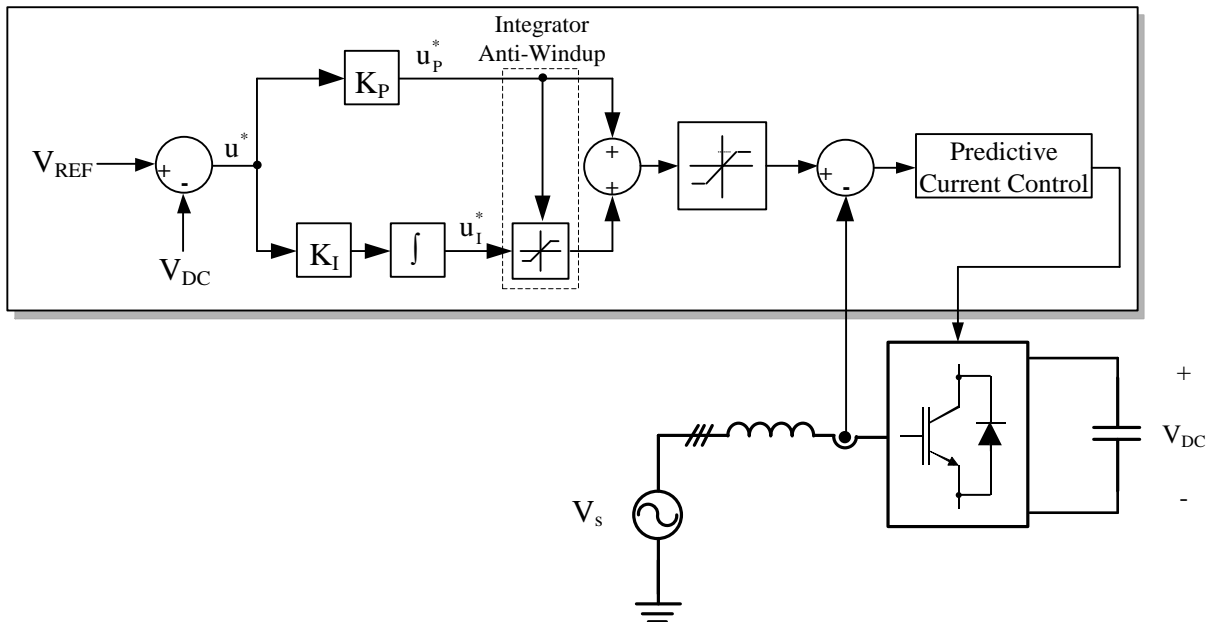 Integrator
Anti-Windup
u*P
KP
u*
VREF
+
-
VDC
KI
∫
u*I
+
+
+
-
Predictive
Current Control
+
VDC
-
Vs